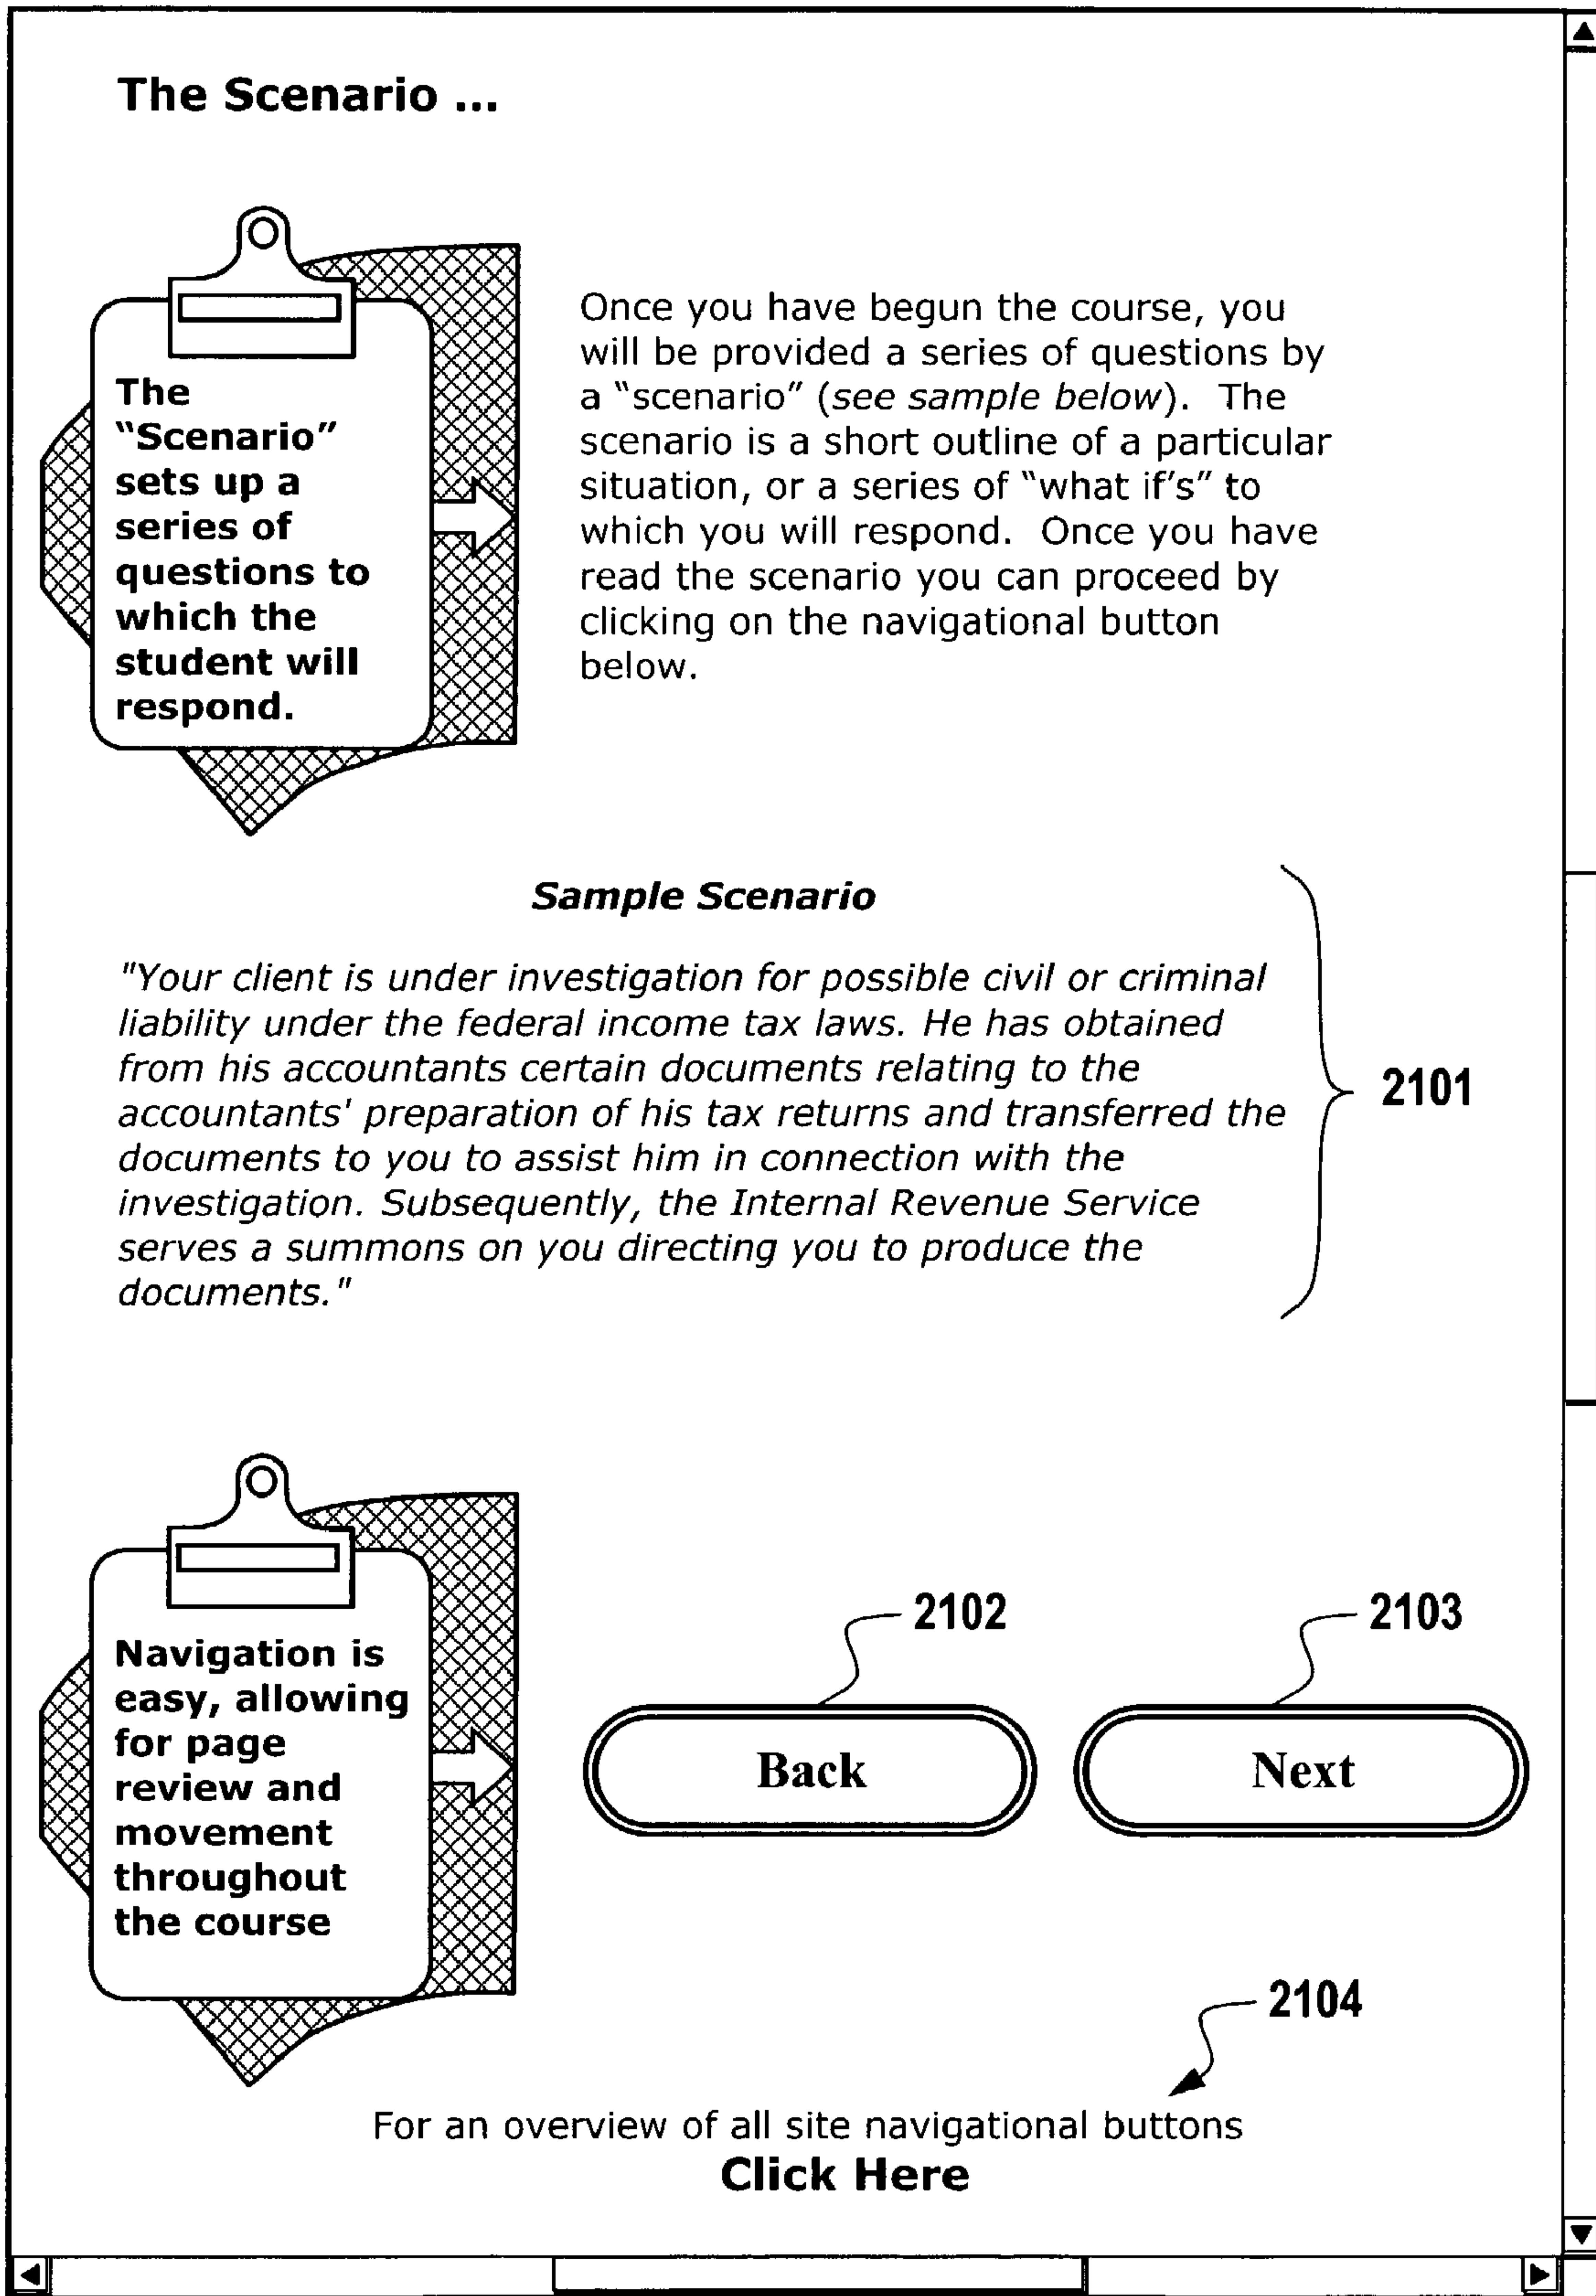 The Scenario ...
The
“Scenario”
sets up a
series of
questions to
which the
student will
respond.
Once you have begun the course, you
will be provided a series of questions by
a “scenario” (see sample below). The
scenario is a short outline of a particular
situation, or a series of “what if's” to
which you will respond. Once you have
read the scenario you can proceed by
clicking on the navigational button
below.
Sample Scenario
"Your client is under investigation for possible civil or criminal
liability under the federal income tax laws. He has obtained
from his accountants certain documents relating to the
accountants' preparation of his tax returns and transferred the
documents to you to assist him in connection with the
investigation. Subsequently, the Internal Revenue Service
serves a summons on you directing you to produce the
documents."
2101
Navigation is
easy, allowing
for page
review and
movement
throughout
the course
2102
2103
Back
Next
2104
For an overview of all site navigational buttons
Click Here